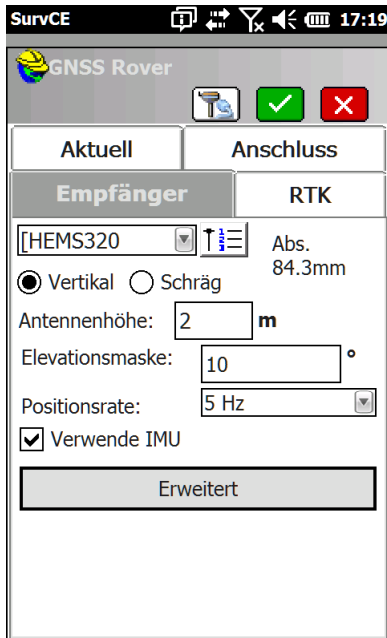 SurvCE 17:19
GNSS Rover
Aktuell Anschluss
Empfänger RTK
[HEMS320 Abs.
84.3mm
Vertikal Schräg
Antennenhöhe: 2 m
Elevationsmaske: 10 °
Positionsrate: 5 Hz
Verwende IMU
Erweitert